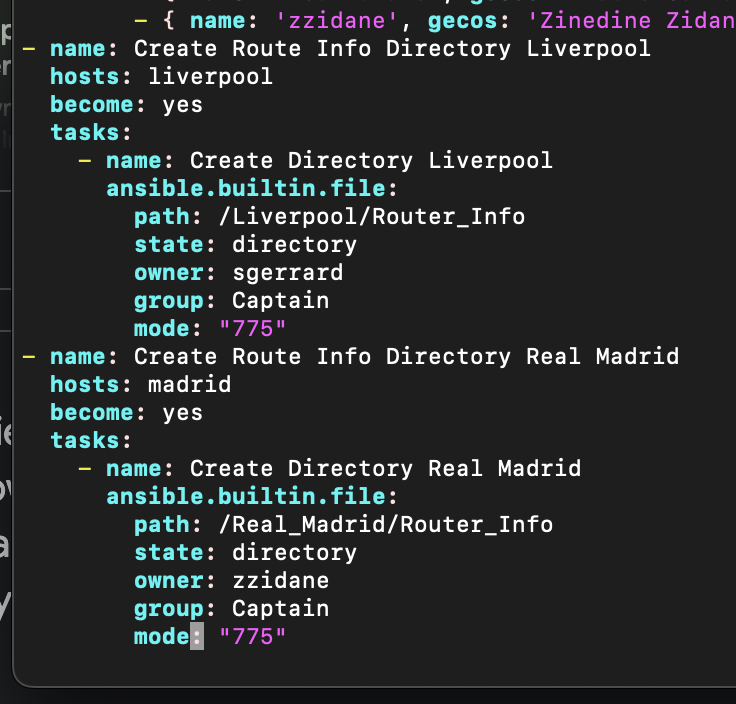 - { name: 'zzidane', gecos: 'Zinedine Zidan
- name: Create Route Info Directory Liverpool
  hosts: liverpool
  become: yes
  tasks:
    - name: Create Directory Liverpool
      ansible.builtin.file:
        path: /Liverpool/Router_Info
        state: directory
        owner: sgerrard
        group: Captain
        mode: "775"
- name: Create Route Info Directory Real Madrid
  hosts: madrid
  become: yes
  tasks:
    - name: Create Directory Real Madrid
      ansible.builtin.file:
        path: /Real_Madrid/Router_Info
        state: directory
        owner: zzidane
        group: Captain
        mode: "775"